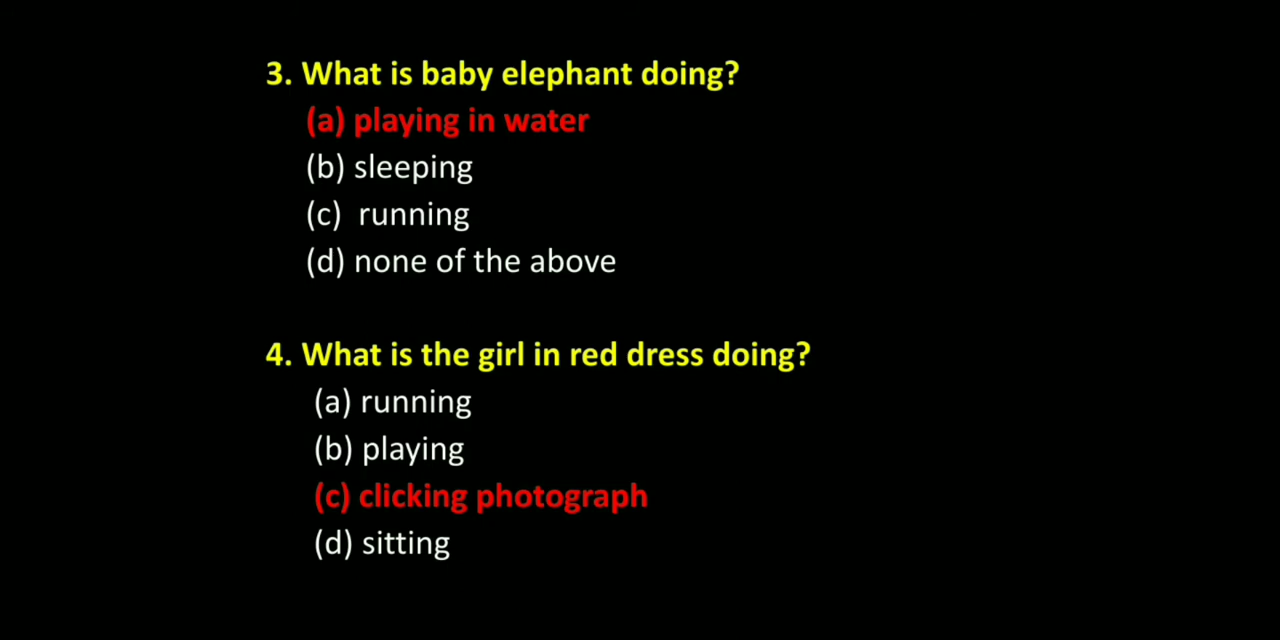 3. What is baby elephant doing?
(a) playing in water
(b) sleeping
(c) running
(d) none of the above
4. What is the girl in red dress doing?
(a) running
(b) playing
(c) clicking photograph
(d) sitting